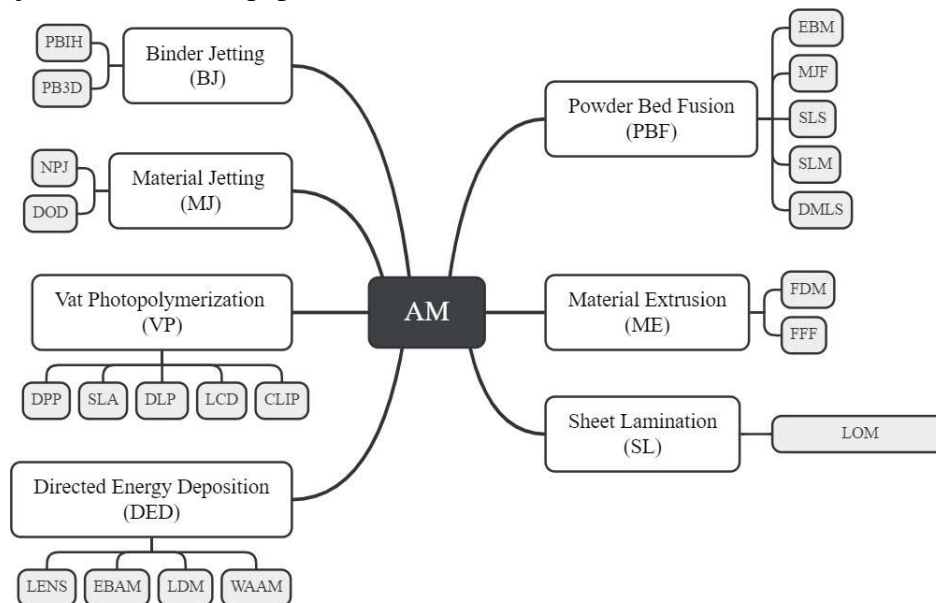 PBIH
PB3D
Binder Jetting
(BJ)
NPJ
DOD
Material Jetting
(MJ)
Vat Photopolymerization
(VP)
DPP
SLA
DLP
LCD
CLIP
Directed Energy Deposition
(DED)
LENS
EBAM
LDM
WAAM
AM
Powder Bed Fusion
(PBF)
EBM
MJF
SLS
SLM
DMLS
Material Extrusion
(ME)
FDM
FFF
Sheet Lamination
(SL)
LOM